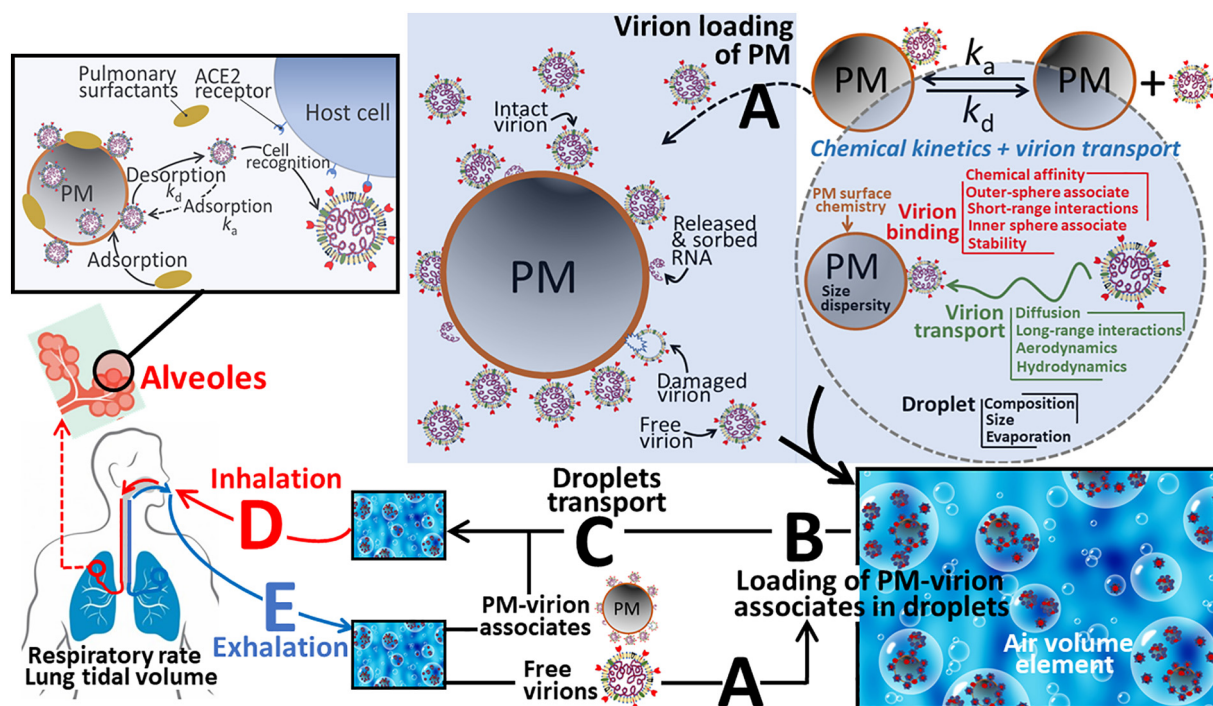 Pulmonary
surfactants
ACE2
receptor
Host cell
Cell
recognition
PM
Desorption
kd
Adsorption
ka
Adsorption
Virion loading
of PM
A
Intact
virion
PM
Released
& sorbed
RNA
Damaged
virion
Free
virion
PM
ka
kd
PM
+
Chemical kinetics + virion transport
PM surface
chemistry
Virion
binding
Chemical affinity
Outer-sphere associate
Short-range interactions
Inner sphere associate
Stability
PM
Size
dispersity
Virion
transport
Diffusion
Long-range interactions
Aerodynamics
Hydrodynamics
Droplet
Composition
Size
Evaporation
Alveoles
Inhalation
D
E
Exhalation
Respiratory rate
Lung tidal volume
Droplets
transport
C
B
Loading of PM-virion
associates in droplets
PM-virion
associates
PM
Free
virions
A
Air volume
element